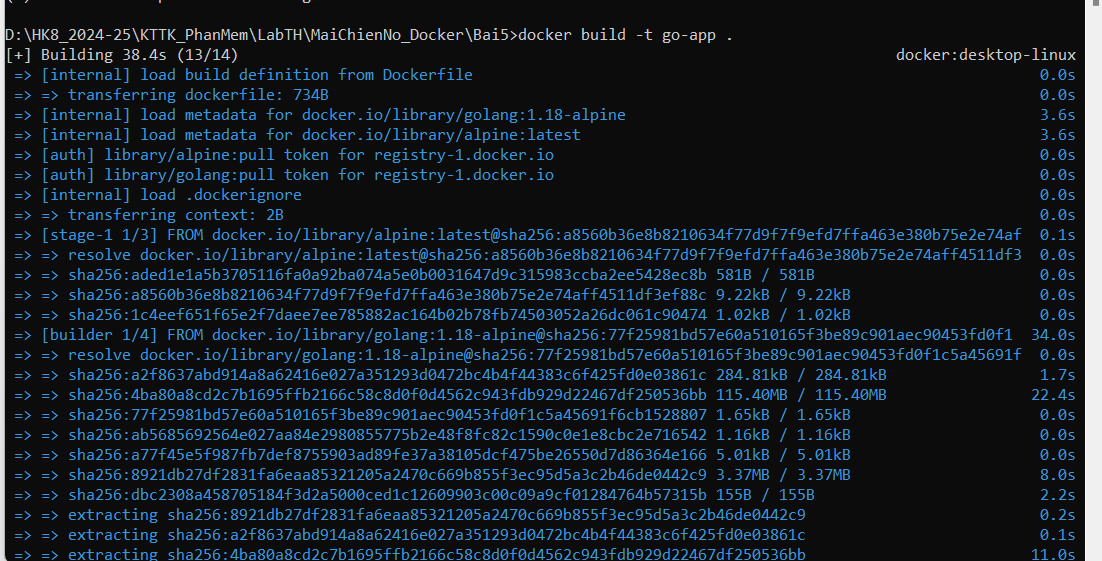 D:\HK8_2024-25\KTTK_PhanMem\LabTH\MaiChienNo_Docker\Bai5>docker build -t go-app .
[+] Building 38.4s (13/14) docker:desktop-linux
=> [internal] load build definition from Dockerfile 0.0s
=> => transferring dockerfile: 734B 0.0s
=> [internal] load metadata for docker.io/library/golang:1.18-alpine 3.6s
=> [internal] load metadata for docker.io/library/alpine:latest 3.6s
=> [auth] library/alpine:pull token for registry-1.docker.io 0.0s
=> [auth] library/golang:pull token for registry-1.docker.io 0.0s
=> [internal] load .dockerignore 0.0s
=> => transferring context: 2B 0.0s
=> [stage-1 1/3] FROM docker.io/library/alpine:latest@sha256:a8560b36e8b8210634f77d9f7f9efd7ffa463e380b75e2e74af 0.1s
=> => resolve docker.io/library/alpine:latest@sha256:a8560b36e8b8210634f77d9f7f9efd7ffa463e380b75e2e74aff4511df3 0.0s
=> => sha256:aded1e1a5b3705116fa0a92ba074a5e0b0031647d9c315983ccba2ee5428ec8b 581B / 581B 0.0s
=> => sha256:a8560b36e8b8210634f77d9f7f9efd7ffa463e380b75e2e74aff4511df3ef88c 9.22kB / 9.22kB 0.0s
=> => sha256:1c4eef651f65e2f7daee7ee785882ac164b02b78fb74503052a26dc061c90474 1.02kB / 1.02kB 0.0s
=> [builder 1/4] FROM docker.io/library/golang:1.18-alpine@sha256:77f25981bd57e60a510165f3be89c901aec90453fd0f1 34.0s
=> => resolve docker.io/library/golang:1.18-alpine@sha256:77f25981bd57e60a510165f3be89c901aec90453fd0f1c5a45691f 0.0s
=> => sha256:a2f8637abd914a8a62416e027a351293d0472bc4b4f44383c6f425fd0e03861c 284.81kB / 284.81kB 1.7s
=> => sha256:4ba80a8cd2c7b1695ffb2166c58c8d0f0d4562c943fdb929d22467df250536bb 115.40MB / 115.40MB 22.4s
=> => sha256:77f25981bd57e60a510165f3be89c901aec90453fd0f1c5a45691f6cb1528807 1.65kB / 1.65kB 0.0s
=> => sha256:ab5685692564e027aa84e2980855775b2e48f8fc82c1590c0e1e8cbc2e716542 1.16kB / 1.16kB 0.0s
=> => sha256:a77f45e5f987fb7def8755903ad89fe37a38105dcf475be26550d7d86364e166 5.01kB / 5.01kB 0.0s
=> => sha256:8921db27df2831fa6eaa85321205a2470c669b855f3ec95d5a3c2b46de0442c9 3.37MB / 3.37MB 8.0s
=> => sha256:dbc2308a458705184f3d2a5000ced1c12609903c00c09a9cf01284764b57315b 155B / 155B 2.2s
=> => extracting sha256:8921db27df2831fa6eaa85321205a2470c669b855f3ec95d5a3c2b46de0442c9 0.2s
=> => extracting sha256:a2f8637abd914a8a62416e027a351293d0472bc4b4f44383c6f425fd0e03861c 0.1s
=> => extracting sha256:4ba80a8cd2c7b1695ffb2166c58c8d0f0d4562c943fdb929d22467df250536bb 11.0s